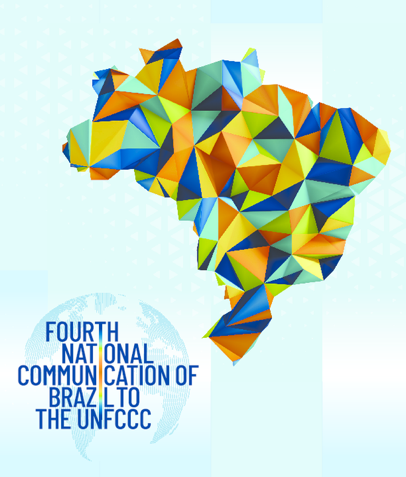 FOURTH
NATIONAL
COMMUNICATION OF
BRAZIL TO
THE UNFCCC